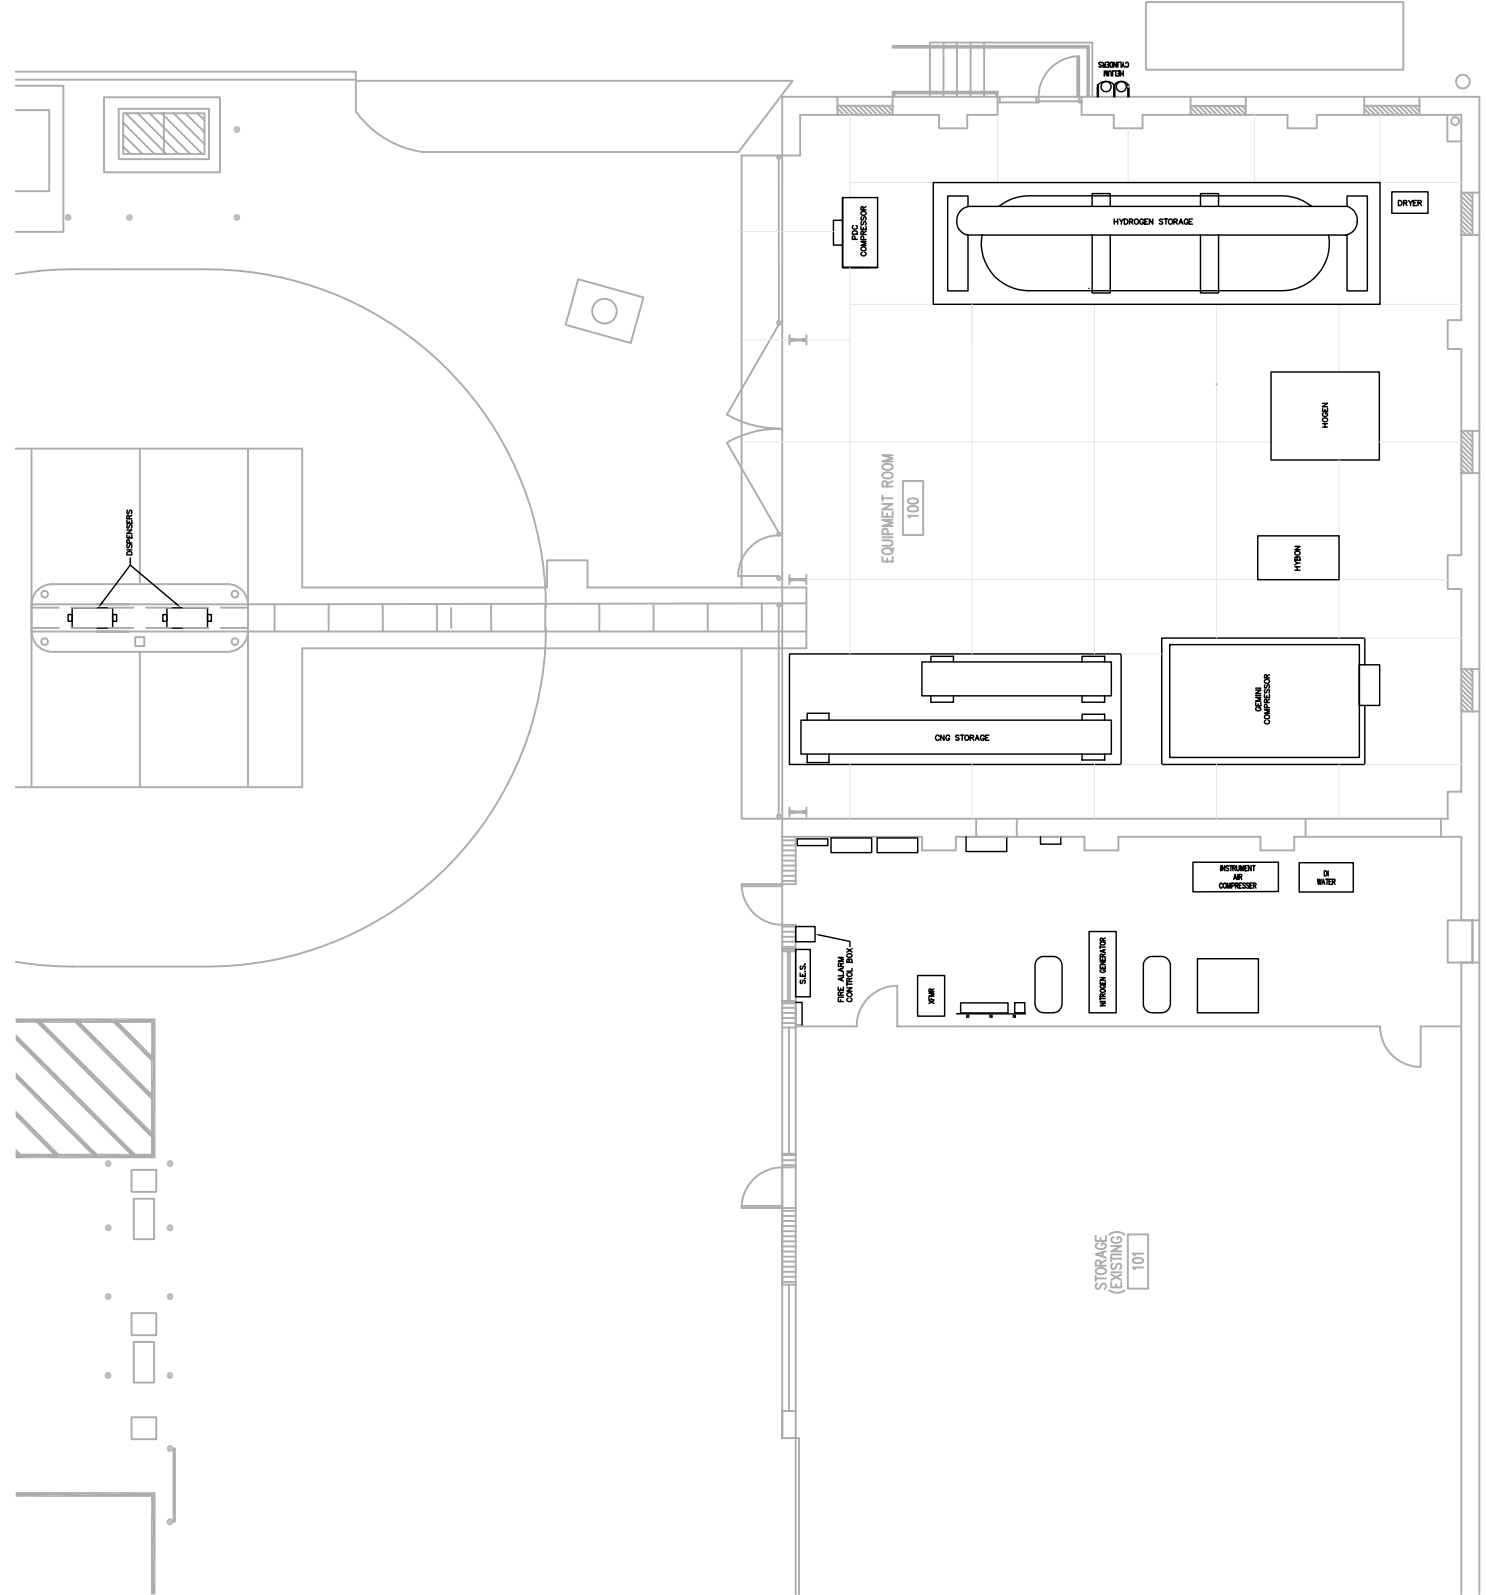 HELIUM
CYLINDERS
PDC
COMPRESSOR
HYDROGEN STORAGE
DRYER
HOGEN
EQUIPMENT ROOM
100
DISPENSERS
HYBON
GEMINI
COMPRESSOR
CNG STORAGE
INSTRUMENT
AIR
COMPRESSER
DI
WATER
S.E.S.
FIRE ALARM
CONTROL BOX
XFMR
NITROGEN GENERATOR
STORAGE
(EXISTING)
101